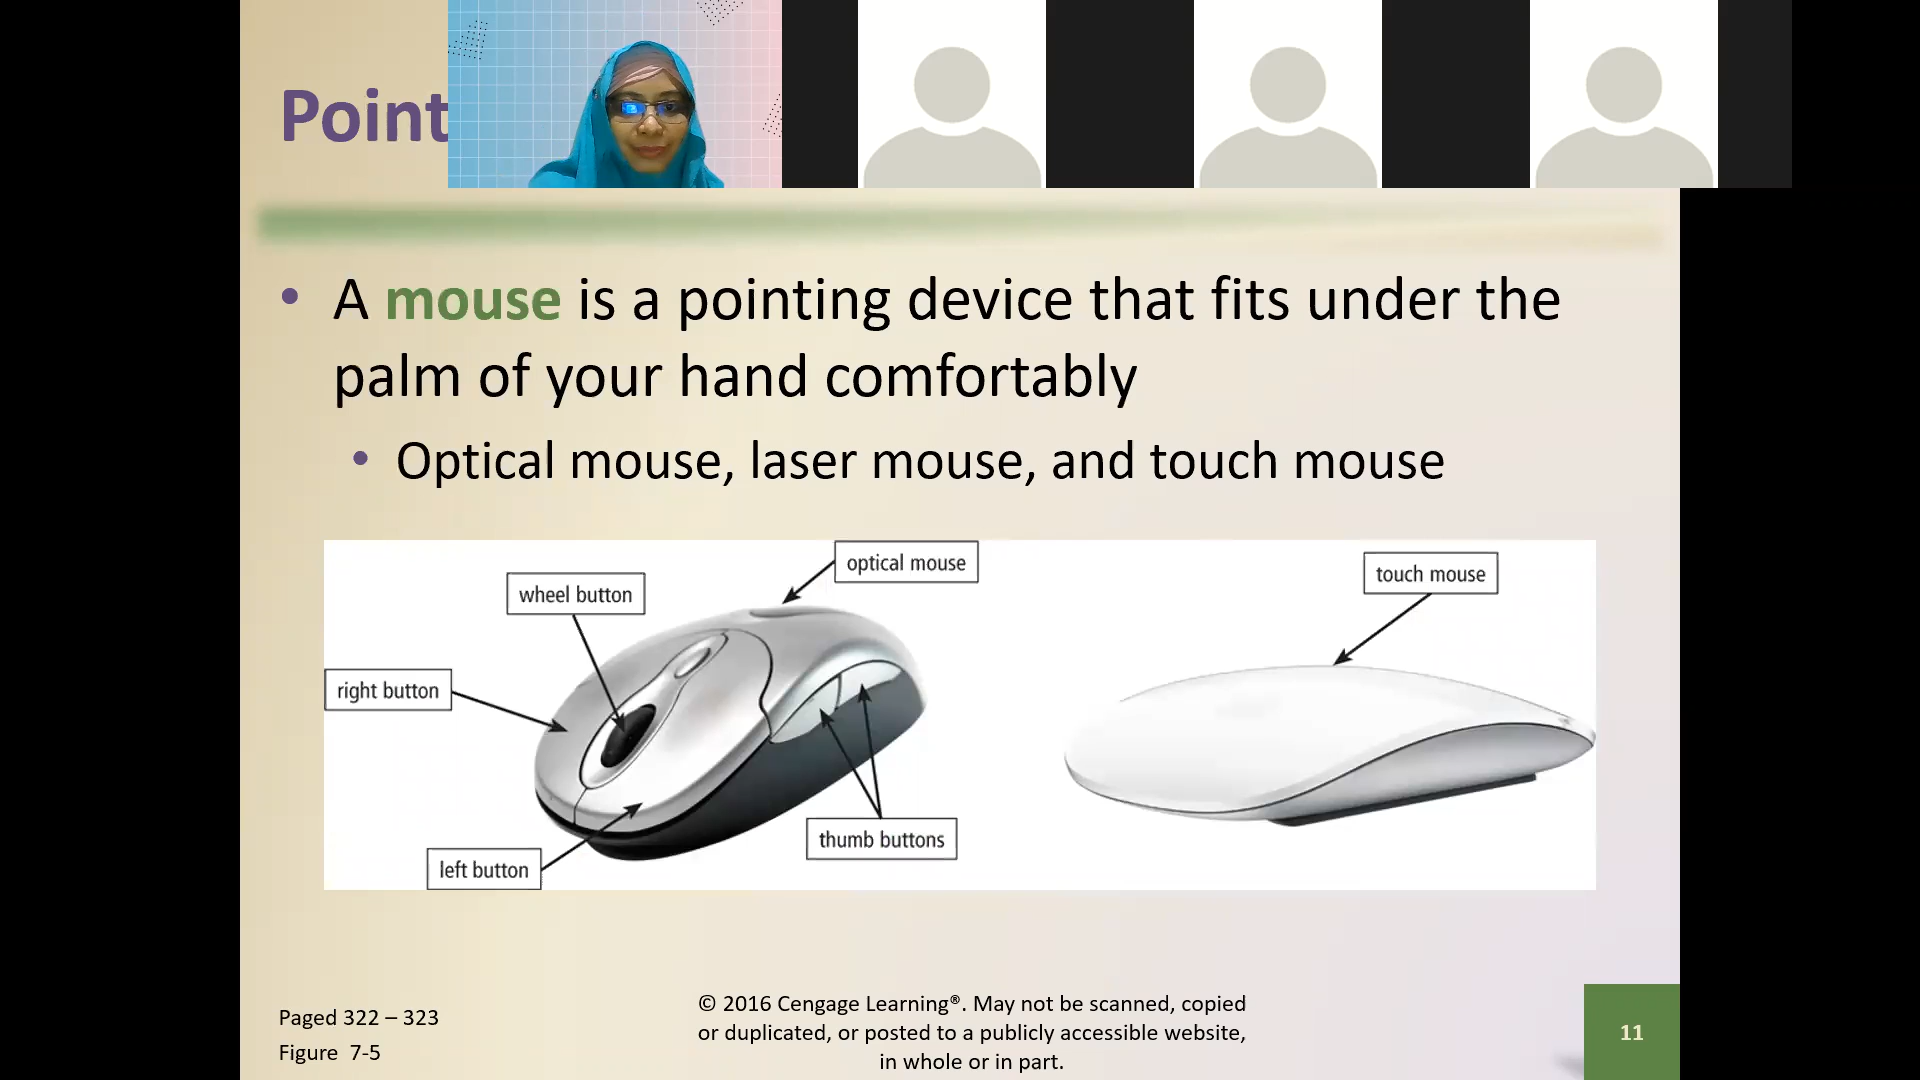 Point
• A mouse is a pointing device that fits under the
palm of your hand comfortably
• Optical mouse, laser mouse, and touch mouse
optical mouse
touch mouse
wheel button
right button
thumb buttons
left button
Paged 322 – 323
Figure 7-5
© 2016 Cengage Learning®. May not be scanned, copied
or duplicated, or posted to a publicly accessible website,
in whole or in part.
11